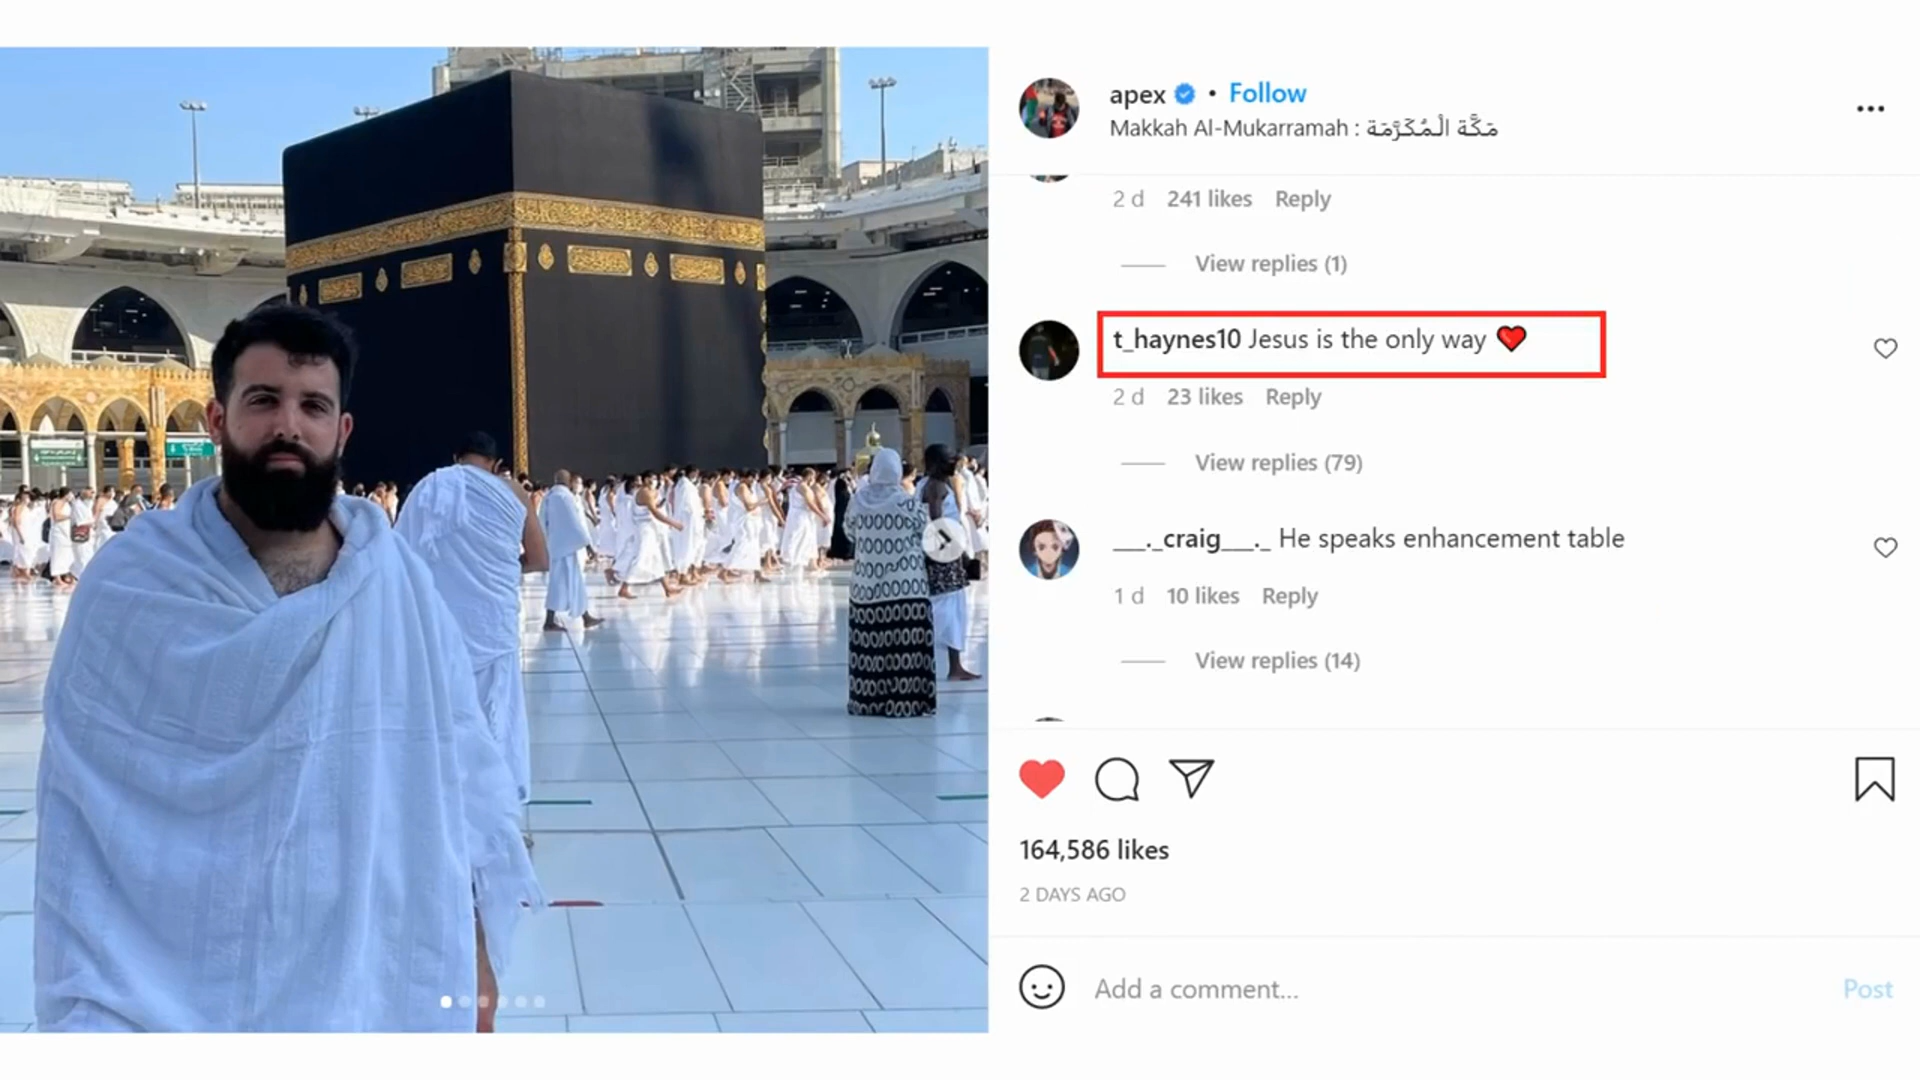 apex • Follow
Makkah Al-Mukarramah : مَكَّة الْمُكَرَّمَة
2 d 241 likes Reply
View replies (1)
t_haynes10 Jesus is the only way ❤️
2 d 23 likes Reply
View replies (79)
___._craig___._ He speaks enhancement table
1 d 10 likes Reply
View replies (14)
164,586 likes
2 DAYS AGO
Add a comment...
Post